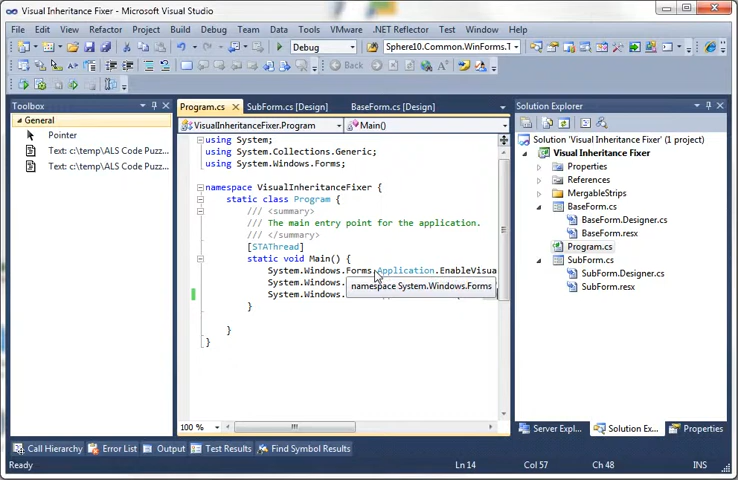 Visual Inheritance Fixer - Microsoft Visual Studio
File Edit View Refactor Project Build Debug Team Data Tools VMware .NET Reflector Test Window Help
Debug Sphere10.Common.WinForms.T
Back
Toolbox
General
Pointer
Text: c:\temp\ALS Code Puzz...
Text: c:\temp\ALS Code Puzz...
Program.cs SubForm.cs [Design] BaseForm.cs [Design]
VisualInheritanceFixer.Program Main()
using System;
using System.Collections.Generic;
using System.Windows.Forms;
namespace VisualInheritanceFixer {
static class Program {
/// <summary>
/// The main entry point for the application.
/// </summary>
[STAThread]
static void Main() {
System.Windows.Forms.Application.EnableVisua
System.Windows.
namespace System.Windows.Forms
System.Windows.
}
}
}
100 %
Solution Explorer
Solution 'Visual Inheritance Fixer' (1 project)
Visual Inheritance Fixer
Properties
References
MergableStrips
BaseForm.cs
BaseForm.Designer.cs
BaseForm.resx
Program.cs
SubForm.cs
SubForm.Designer.cs
SubForm.resx
Server Expl... Solution Ex... Properties
Call Hierarchy Error List Output Test Results Find Symbol Results
Ready Ln 14 Col 57 Ch 48 INS